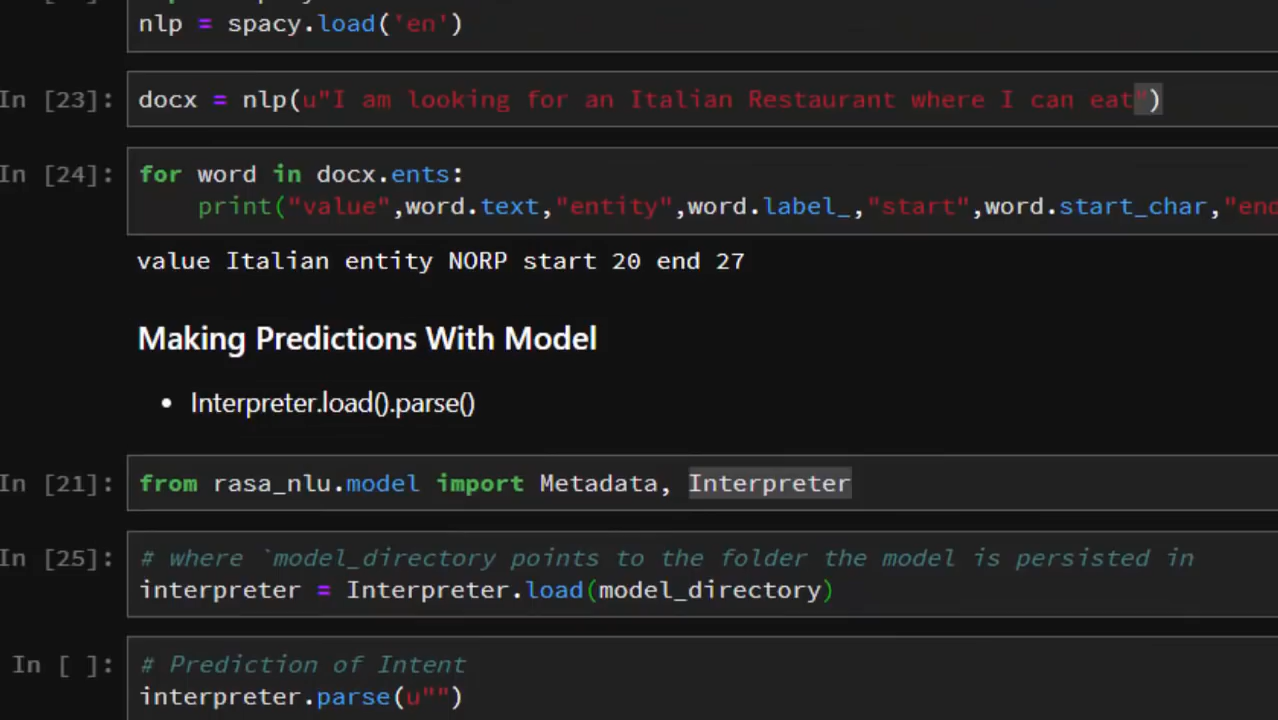 nlp = spacy.load('en')
In [23]: docx = nlp(u"I am looking for an Italian Restaurant where I can eat")
In [24]: for word in docx.ents:
print("value",word.text,"entity",word.label_,"start",word.start_char,"end
value Italian entity NORP start 20 end 27
Making Predictions With Model
• Interpreter.load().parse()
In [21]: from rasa_nlu.model import Metadata, Interpreter
In [25]: # where `model_directory points to the folder the model is persisted in
interpreter = Interpreter.load(model_directory)
In [ ]: # Prediction of Intent
interpreter.parse(u"")